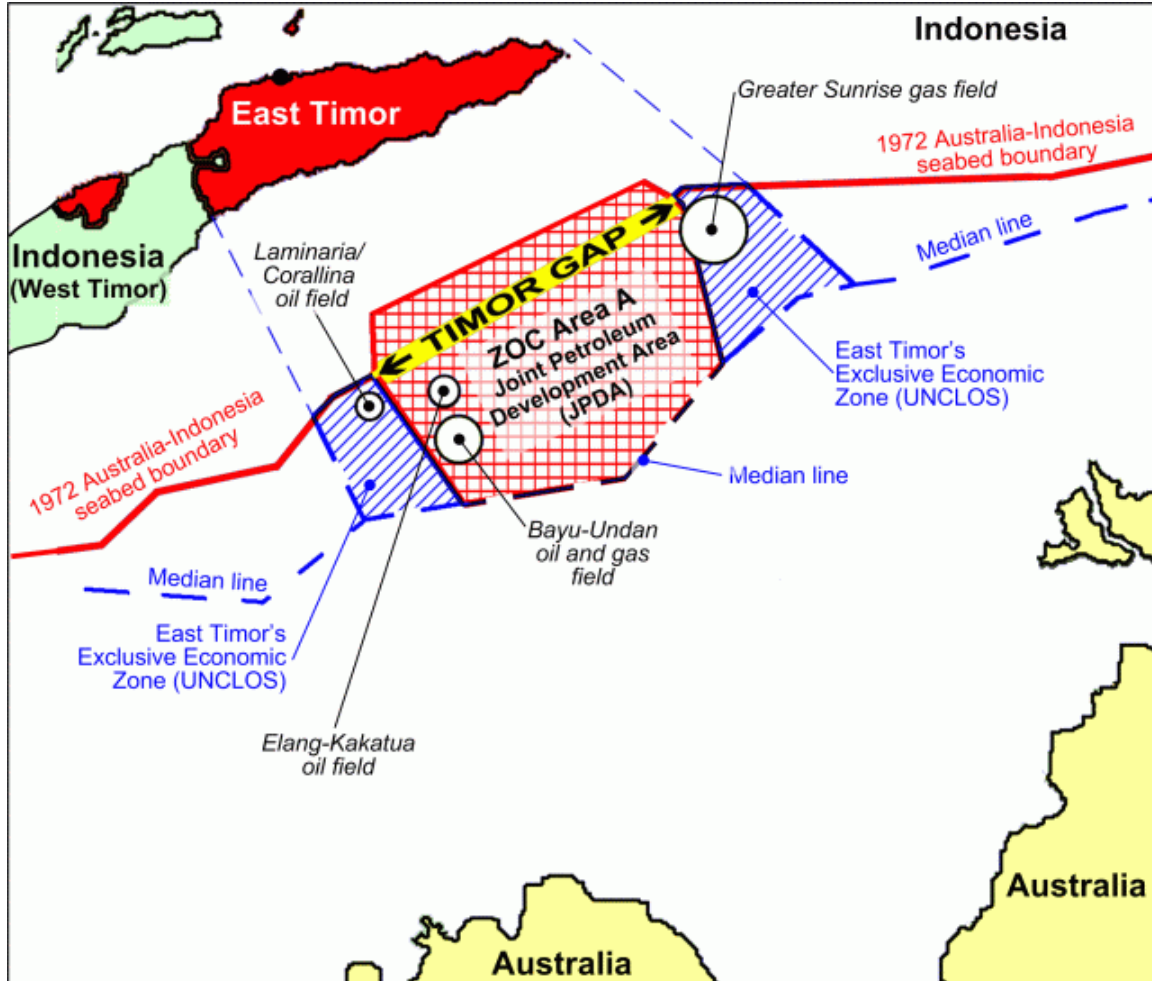 Indonesia
Greater Sunrise gas field
East Timor
1972 Australia-Indonesia
seabed boundary
Indonesia
(West Timor)
Laminaria/
Corallina
oil field
TIMOR GAP
Median line
ZOC Area A
Joint Petroleum
Development Area
(JPDA)
East Timor's
Exclusive Economic
Zone (UNCLOS)
1972 Australia-Indonesia
seabed boundary
Median line
Bayu-Undan
oil and gas
field
Median line
East Timor's
Exclusive Economic
Zone (UNCLOS)
Elang-Kakatua
oil field
Australia
Australia